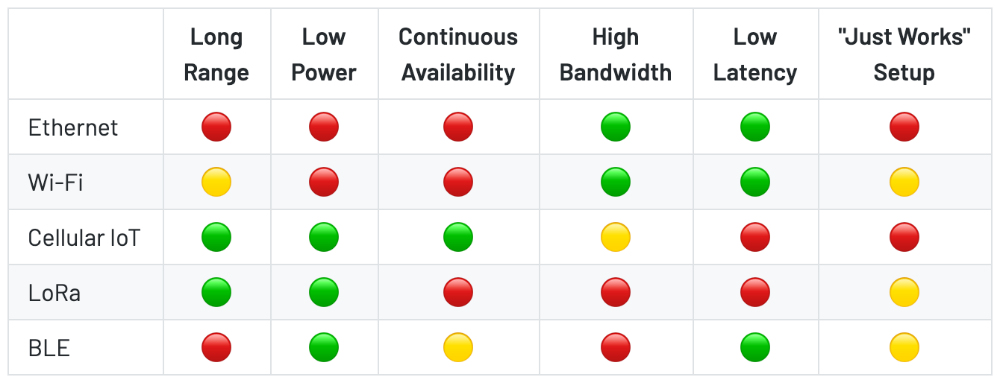 Long Range
Low Power
Continuous Availability
High Bandwidth
Low Latency
"Just Works" Setup
Ethernet
Wi-Fi
Cellular IoT
LoRa
BLE